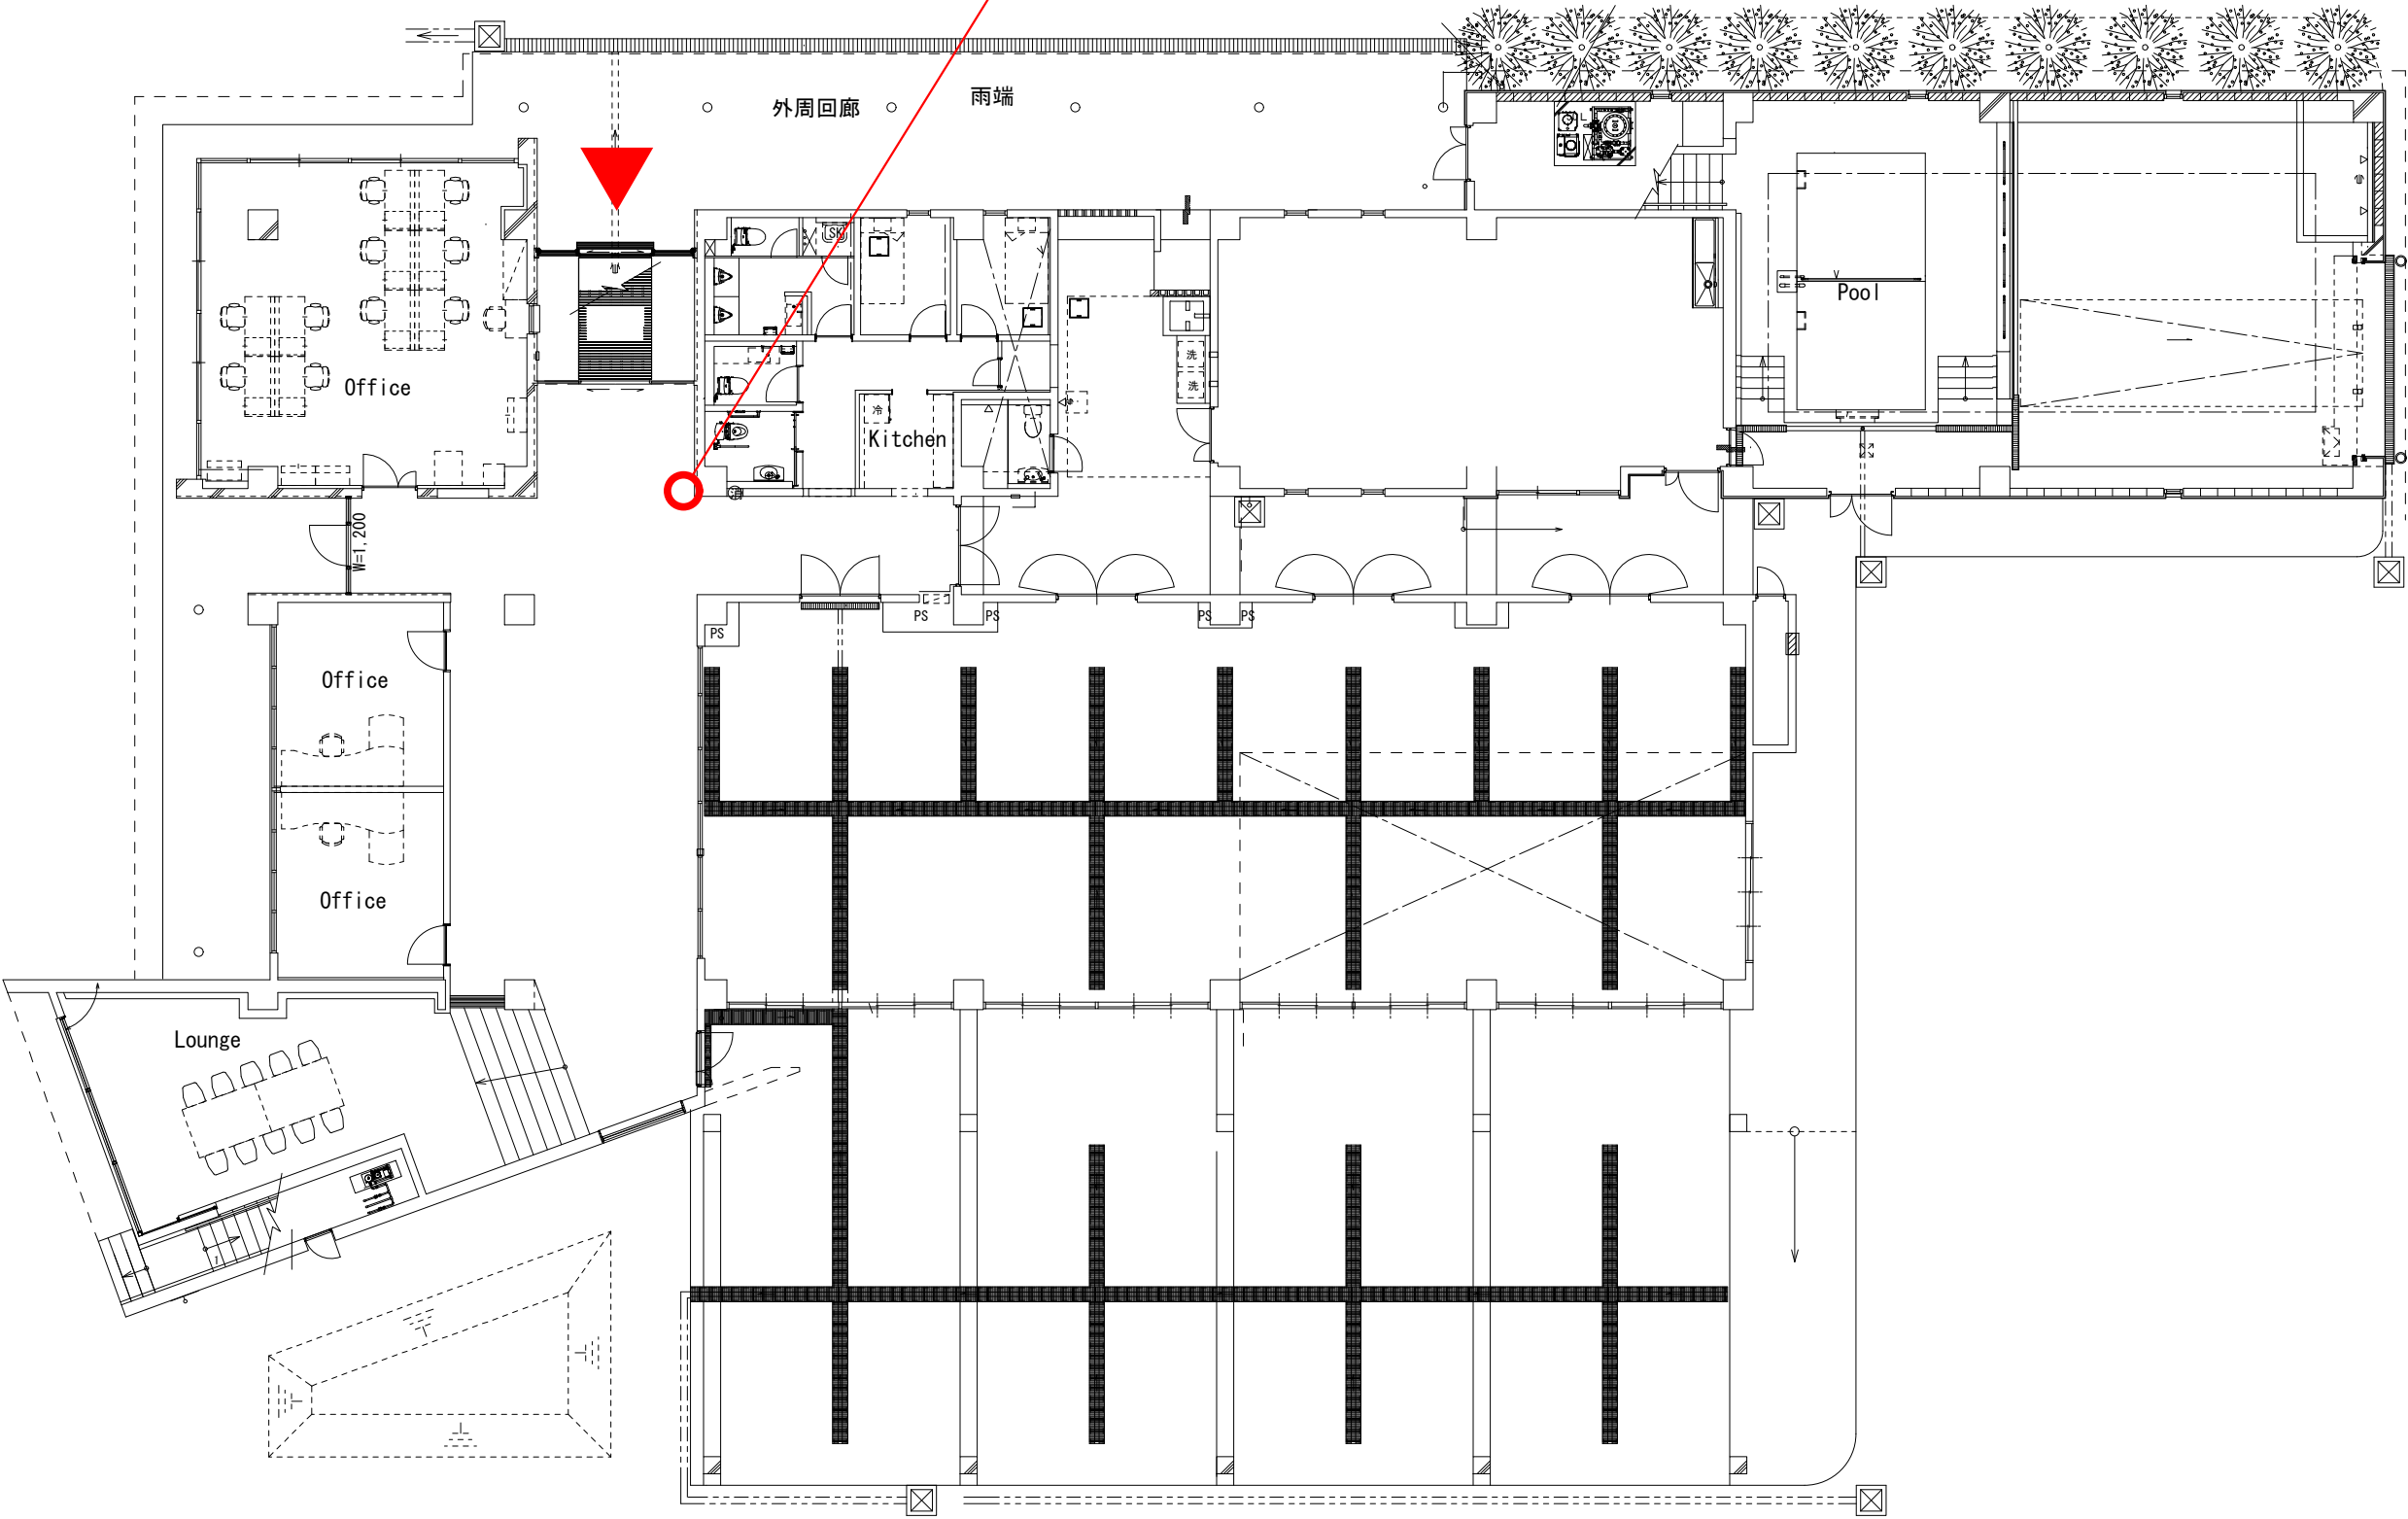 外周回廊
雨端
SK
L
Pool
V
Office
洗
洗
冷
Kitchen
W=1,200
PS
PS
PS
PS
PS
Office
Office
Lounge